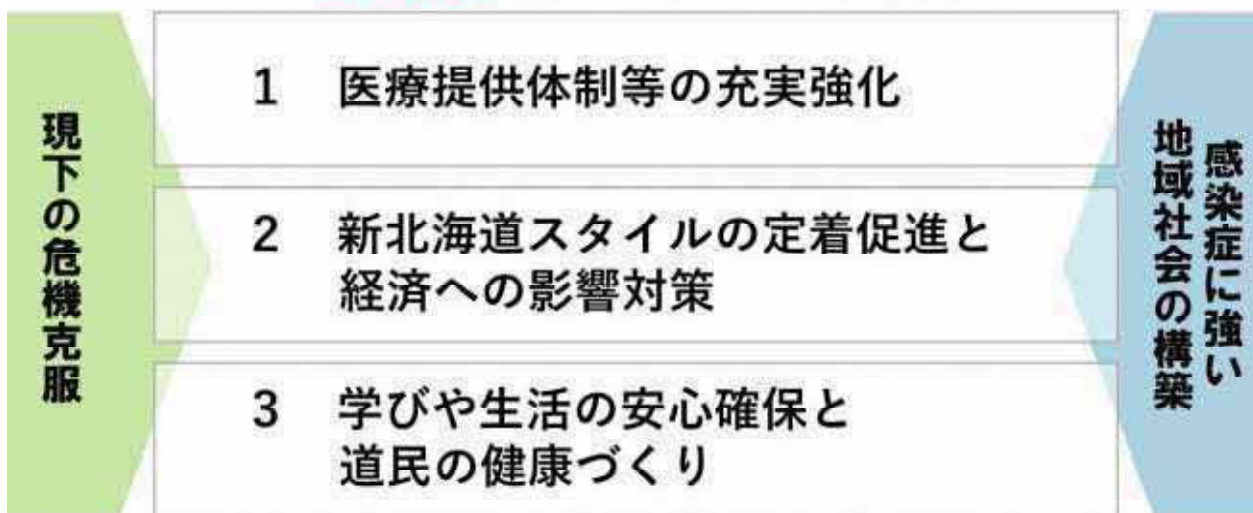 現下の危機克服
1 医療提供体制等の充実強化
2 新北海道スタイルの定着促進と
経済への影響対策
3 学びや生活の安心確保と
道民の健康づくり
感染症に強い
地域社会の構築